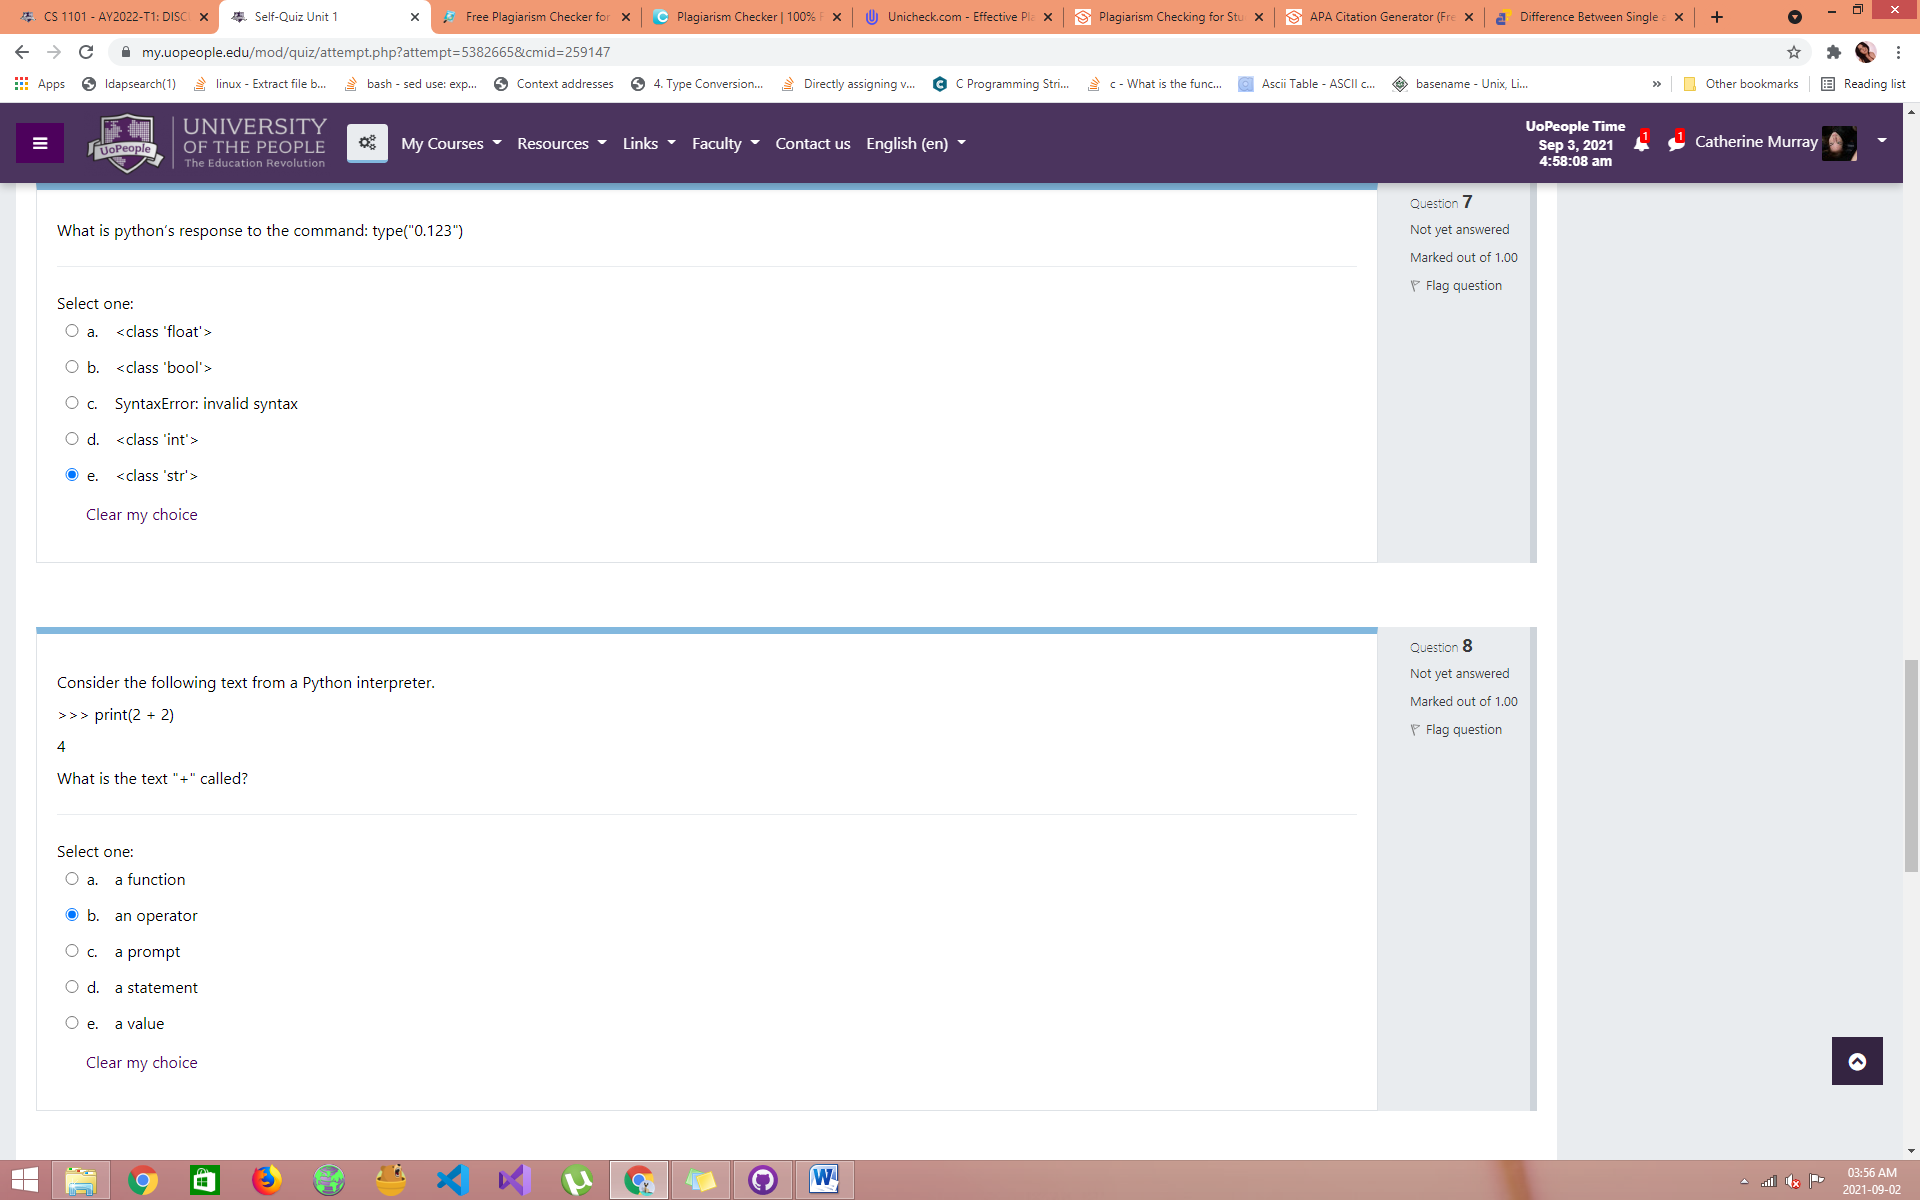 CS 1101 - AY2022-T1: DISC
Self-Quiz Unit 1
Free Plagiarism Checker for
Plagiarism Checker | 100% F
Unicheck.com - Effective Pla
Plagiarism Checking for Stu
APA Citation Generator (Fre
Difference Between Single a
my.uopeople.edu/mod/quiz/attempt.php?attempt=5382665&cmid=259147
Apps
ldapsearch(1)
linux - Extract file b...
bash - sed use: exp...
Context addresses
4. Type Conversion...
Directly assigning v...
C Programming Stri...
c - What is the func...
Ascii Table - ASCII c...
basename - Unix, Li...
»
Other bookmarks
Reading list
UoPeople
UNIVERSITY
OF THE PEOPLE
The Education Revolution
My Courses
Resources
Links
Faculty
Contact us
English (en)
UoPeople Time
Sep 3, 2021
4:58:08 am
1
1
Catherine Murray
What is python's response to the command: type("0.123")
Select one:
a. <class 'float'>
b. <class 'bool'>
c. SyntaxError: invalid syntax
d. <class 'int'>
e. <class 'str'>
Clear my choice
Question 7
Not yet answered
Marked out of 1.00
Flag question
Consider the following text from a Python interpreter.
>>> print(2 + 2)
4
What is the text "+" called?
Select one:
a. a function
b. an operator
c. a prompt
d. a statement
e. a value
Clear my choice
Question 8
Not yet answered
Marked out of 1.00
Flag question
03:56 AM
2021-09-02